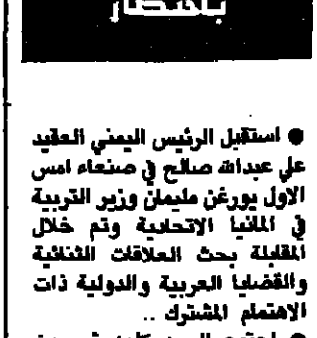 باختصار
● استقبل الرئيس اليمني العقيد
علي عبدالله صالح في صنعاء امس
الاول يورغن مليمان وزير التربية
في المانيا الاتحادية وتم خلال
المقابلة بحث العلاقات الثنائية
والقضايا العربية والدولية ذات
الاهتمام المشترك ..